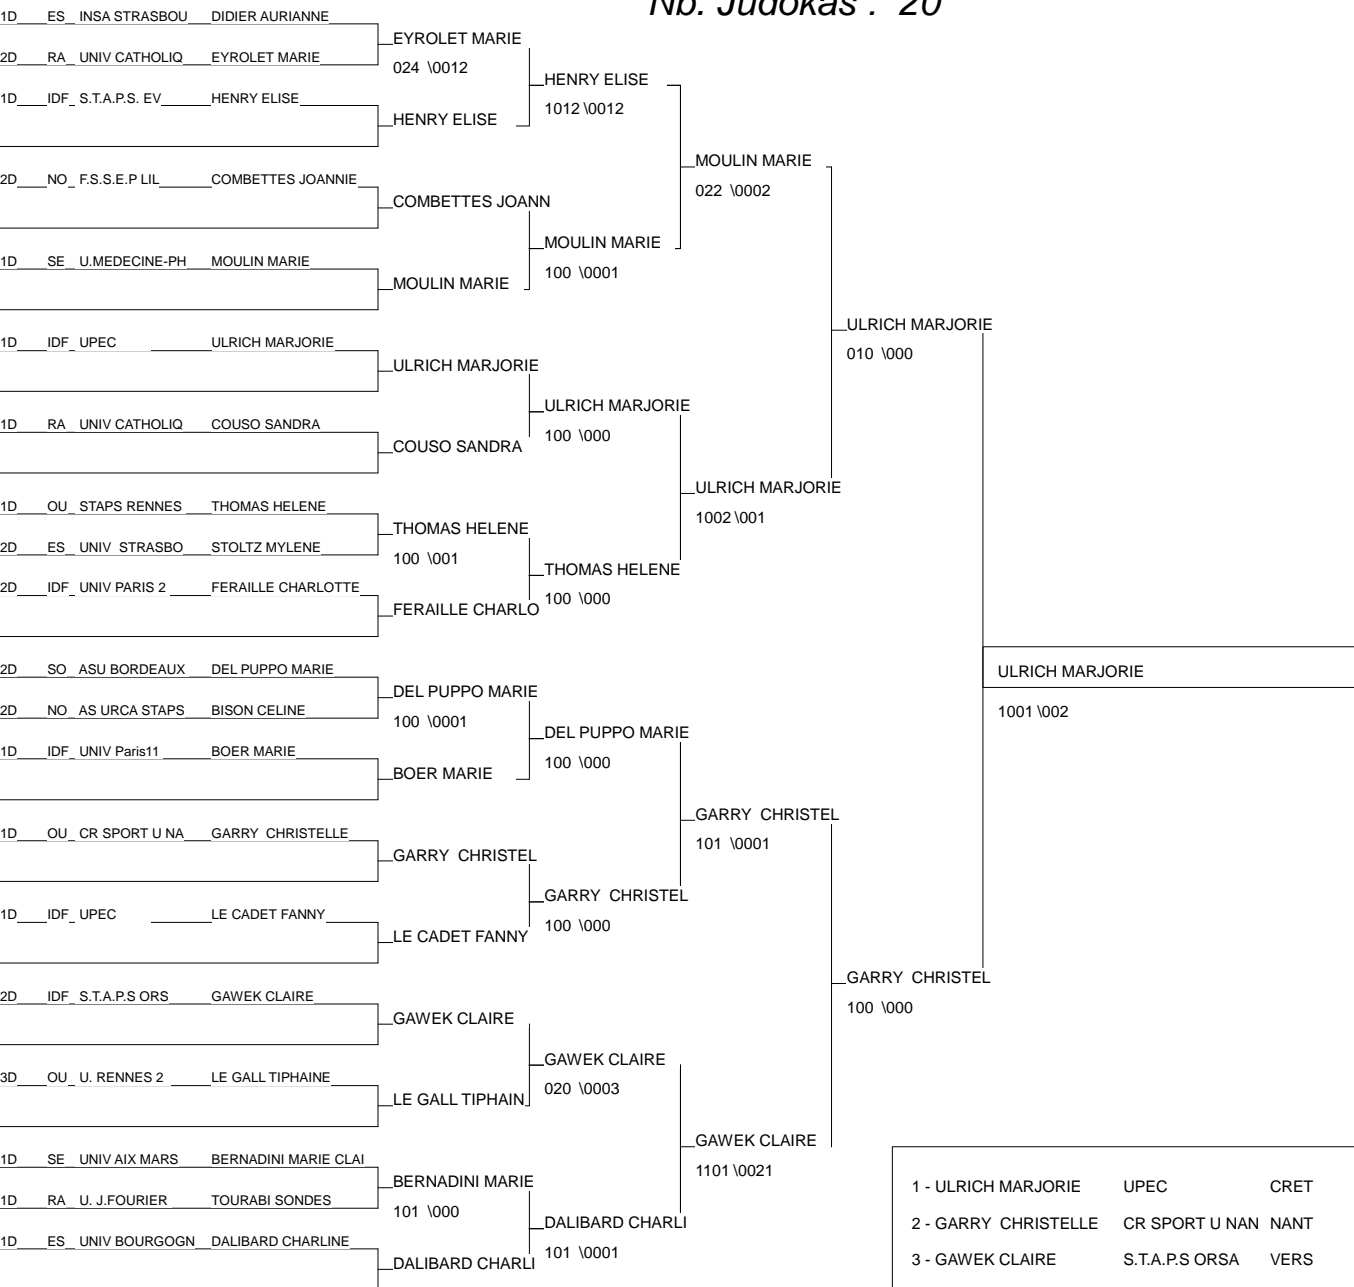 Nb. Judokas : 20
1D ES INSA STRASBOU DIDIER AURIANNE
EYROLET MARIE
2D RA UNIV CATHOLIQ EYROLET MARIE
024 \0012
HENRY ELISE
1D IDF S.T.A.P.S. EV HENRY ELISE
1012 \0012
HENRY ELISE
MOULIN MARIE
2D NO F.S.S.E.P LIL COMBETTES JOANNIE
022 \0002
COMBETTES JOANN
MOULIN MARIE
1D SE U.MEDECINE-PH MOULIN MARIE
100 \0001
MOULIN MARIE
ULRICH MARJORIE
1D IDF UPEC ULRICH MARJORIE
010 \000
ULRICH MARJORIE
ULRICH MARJORIE
1D RA UNIV CATHOLIQ COUSO SANDRA
100 \000
COUSO SANDRA
ULRICH MARJORIE
1D OU STAPS RENNES THOMAS HELENE
1002 \001
THOMAS HELENE
2D ES UNIV STRASBO STOLTZ MYLENE
100 \001
THOMAS HELENE
2D IDF UNIV PARIS 2 FERAILLE CHARLOTTE
100 \000
FERAILLE CHARLO
2D SO ASU BORDEAUX DEL PUPPO MARIE
ULRICH MARJORIE
DEL PUPPO MARIE
2D NO AS URCA STAPS BISON CELINE
1001 \002
100 \0001
DEL PUPPO MARIE
1D IDF UNIV Paris11 BOER MARIE
100 \000
BOER MARIE
GARRY CHRISTEL
1D OU CR SPORT U NA GARRY CHRISTELLE
101 \0001
GARRY CHRISTEL
GARRY CHRISTEL
1D IDF UPEC LE CADET FANNY
100 \000
LE CADET FANNY
GARRY CHRISTEL
2D IDF S.T.A.P.S ORS GAWEK CLAIRE
100 \000
GAWEK CLAIRE
GAWEK CLAIRE
3D OU U. RENNES 2 LE GALL TIPHAINE
020 \0003
LE GALL TIPHAIN
GAWEK CLAIRE
1D SE UNIV AIX MARS BERNADINI MARIE CLAI
1101 \0021
BERNADINI MARIE
1 - ULRICH MARJORIE UPEC CRET
1D RA U. J.FOURIER TOURABI SONDES
101 \000
DALIBARD CHARLI
2 - GARRY CHRISTELLE CR SPORT U NAN NANT
1D ES UNIV BOURGOGN DALIBARD CHARLINE
101 \0001
DALIBARD CHARLI
3 - GAWEK CLAIRE S.T.A.P.S ORSA VERS